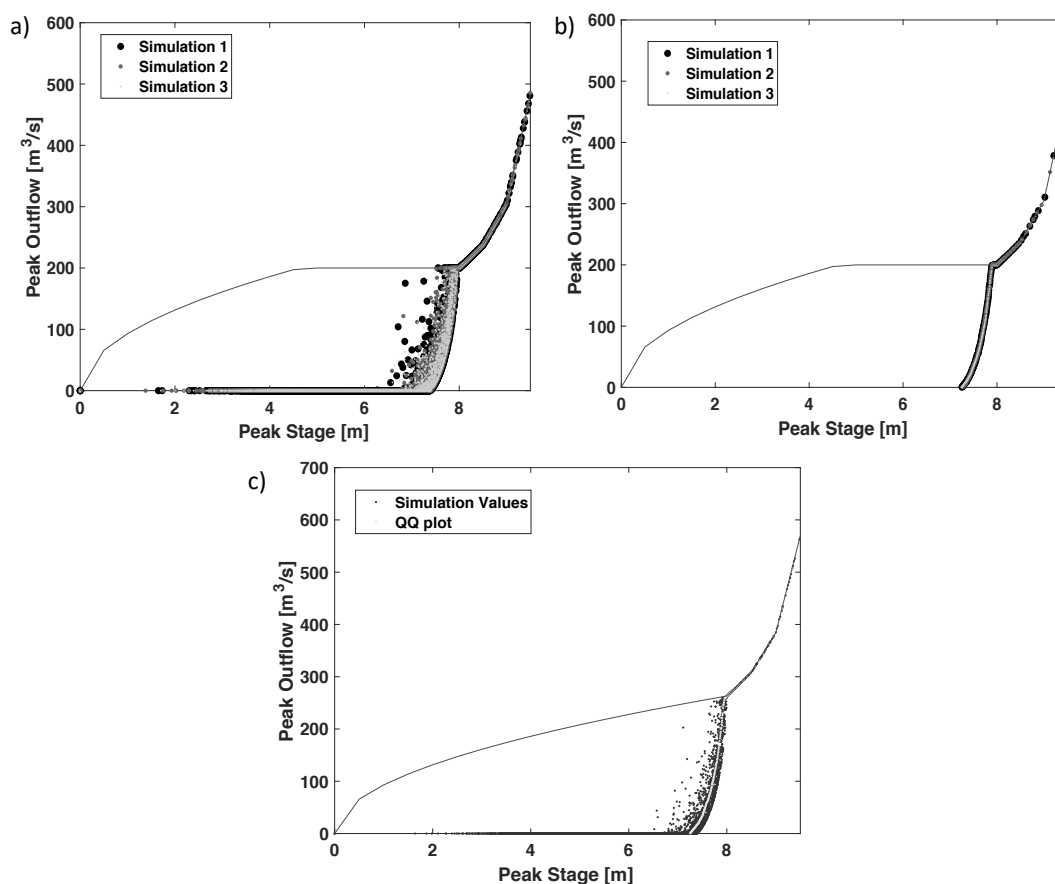 a)
600
500
400
300
200
100
0
Peak Outflow [m³/s]
Simulation 1
Simulation 2
Simulation 3
0 2 4 6 8
Peak Stage [m]
b)
600
500
400
300
200
100
0
Peak Outflow [m³/s]
Simulation 1
Simulation 2
Simulation 3
0 2 4 6 8
Peak Stage [m]
c)
700
600
500
400
300
200
100
0
Peak Outflow [m³/s]
Simulation Values
QQ plot
0 2 4 6 8
Peak Stage [m]